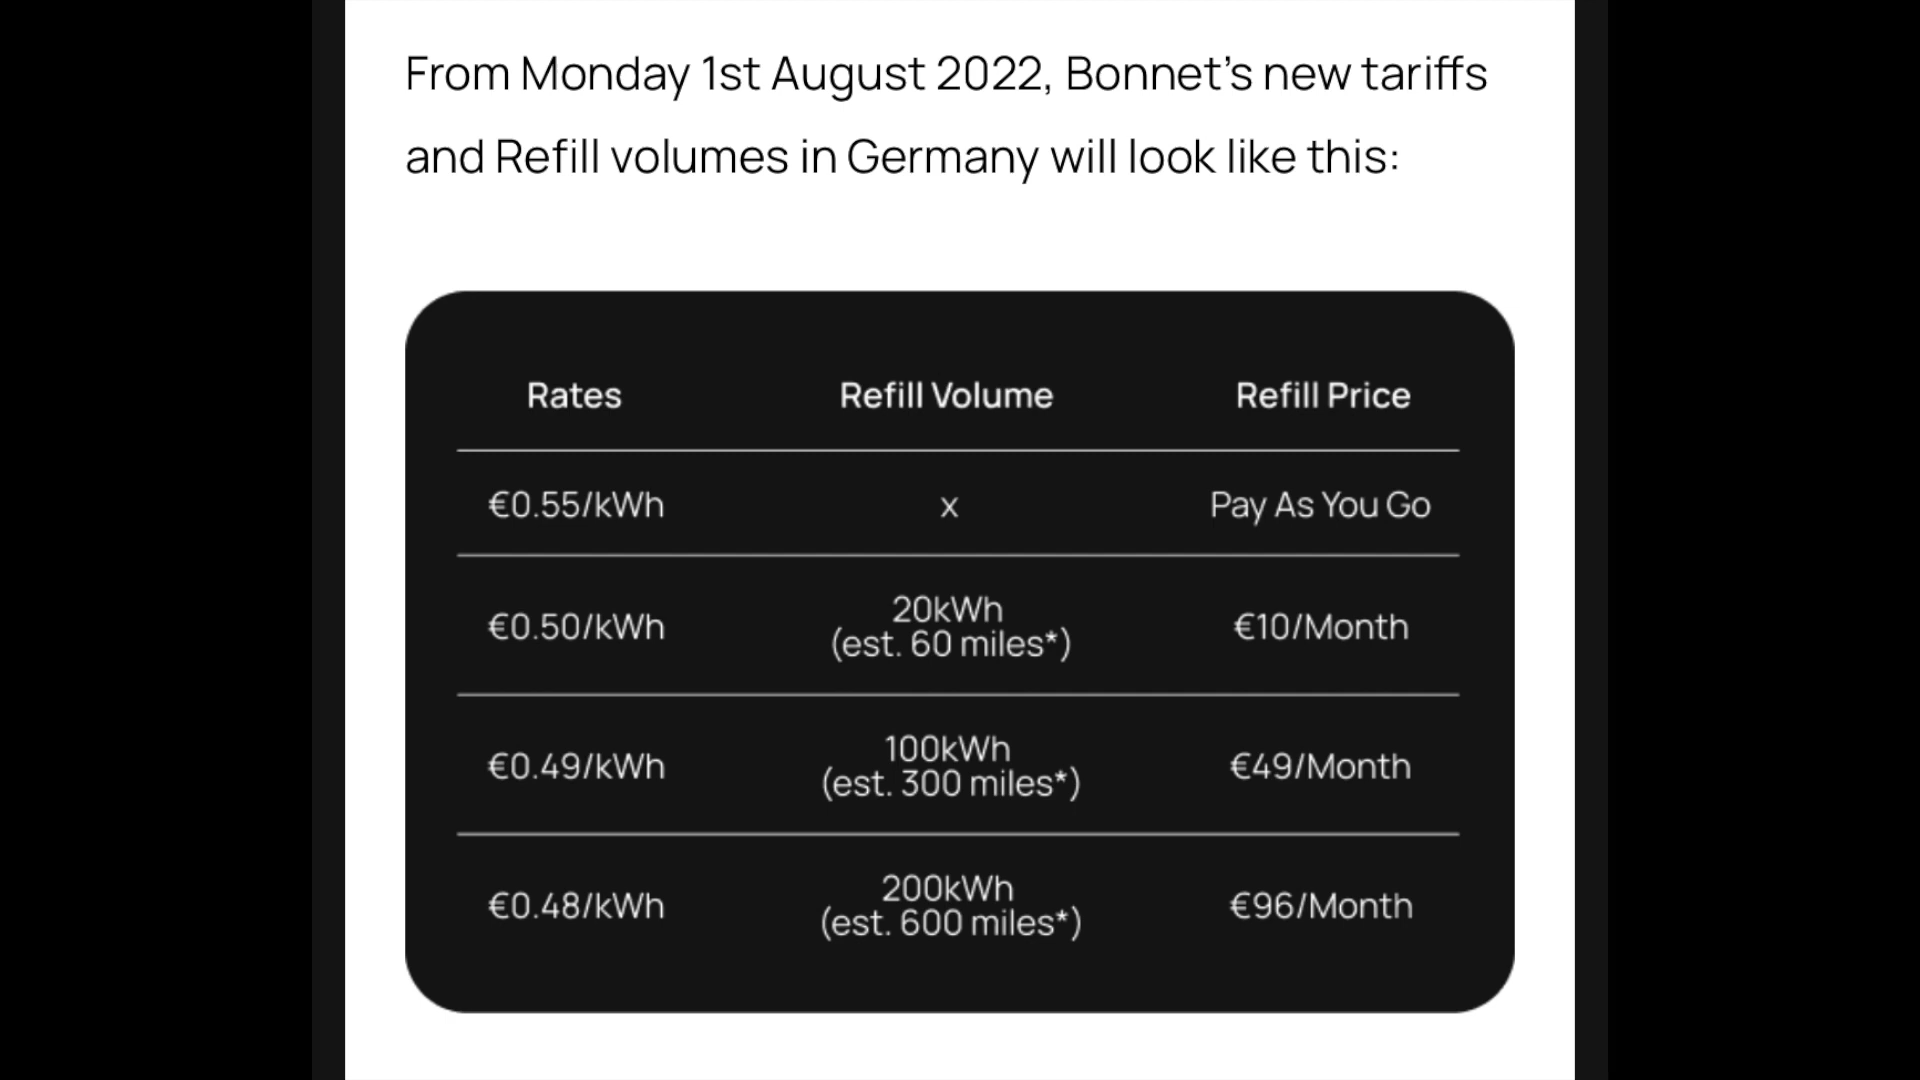 From Monday 1st August 2022, Bonnet's new tariffs
and Refill volumes in Germany will look like this:
Rates Refill Volume Refill Price
€0.55/kWh x Pay As You Go
€0.50/kWh 20kWh (est. 60 miles*) €10/Month
€0.49/kWh 100kWh (est. 300 miles*) €49/Month
€0.48/kWh 200kWh (est. 600 miles*) €96/Month